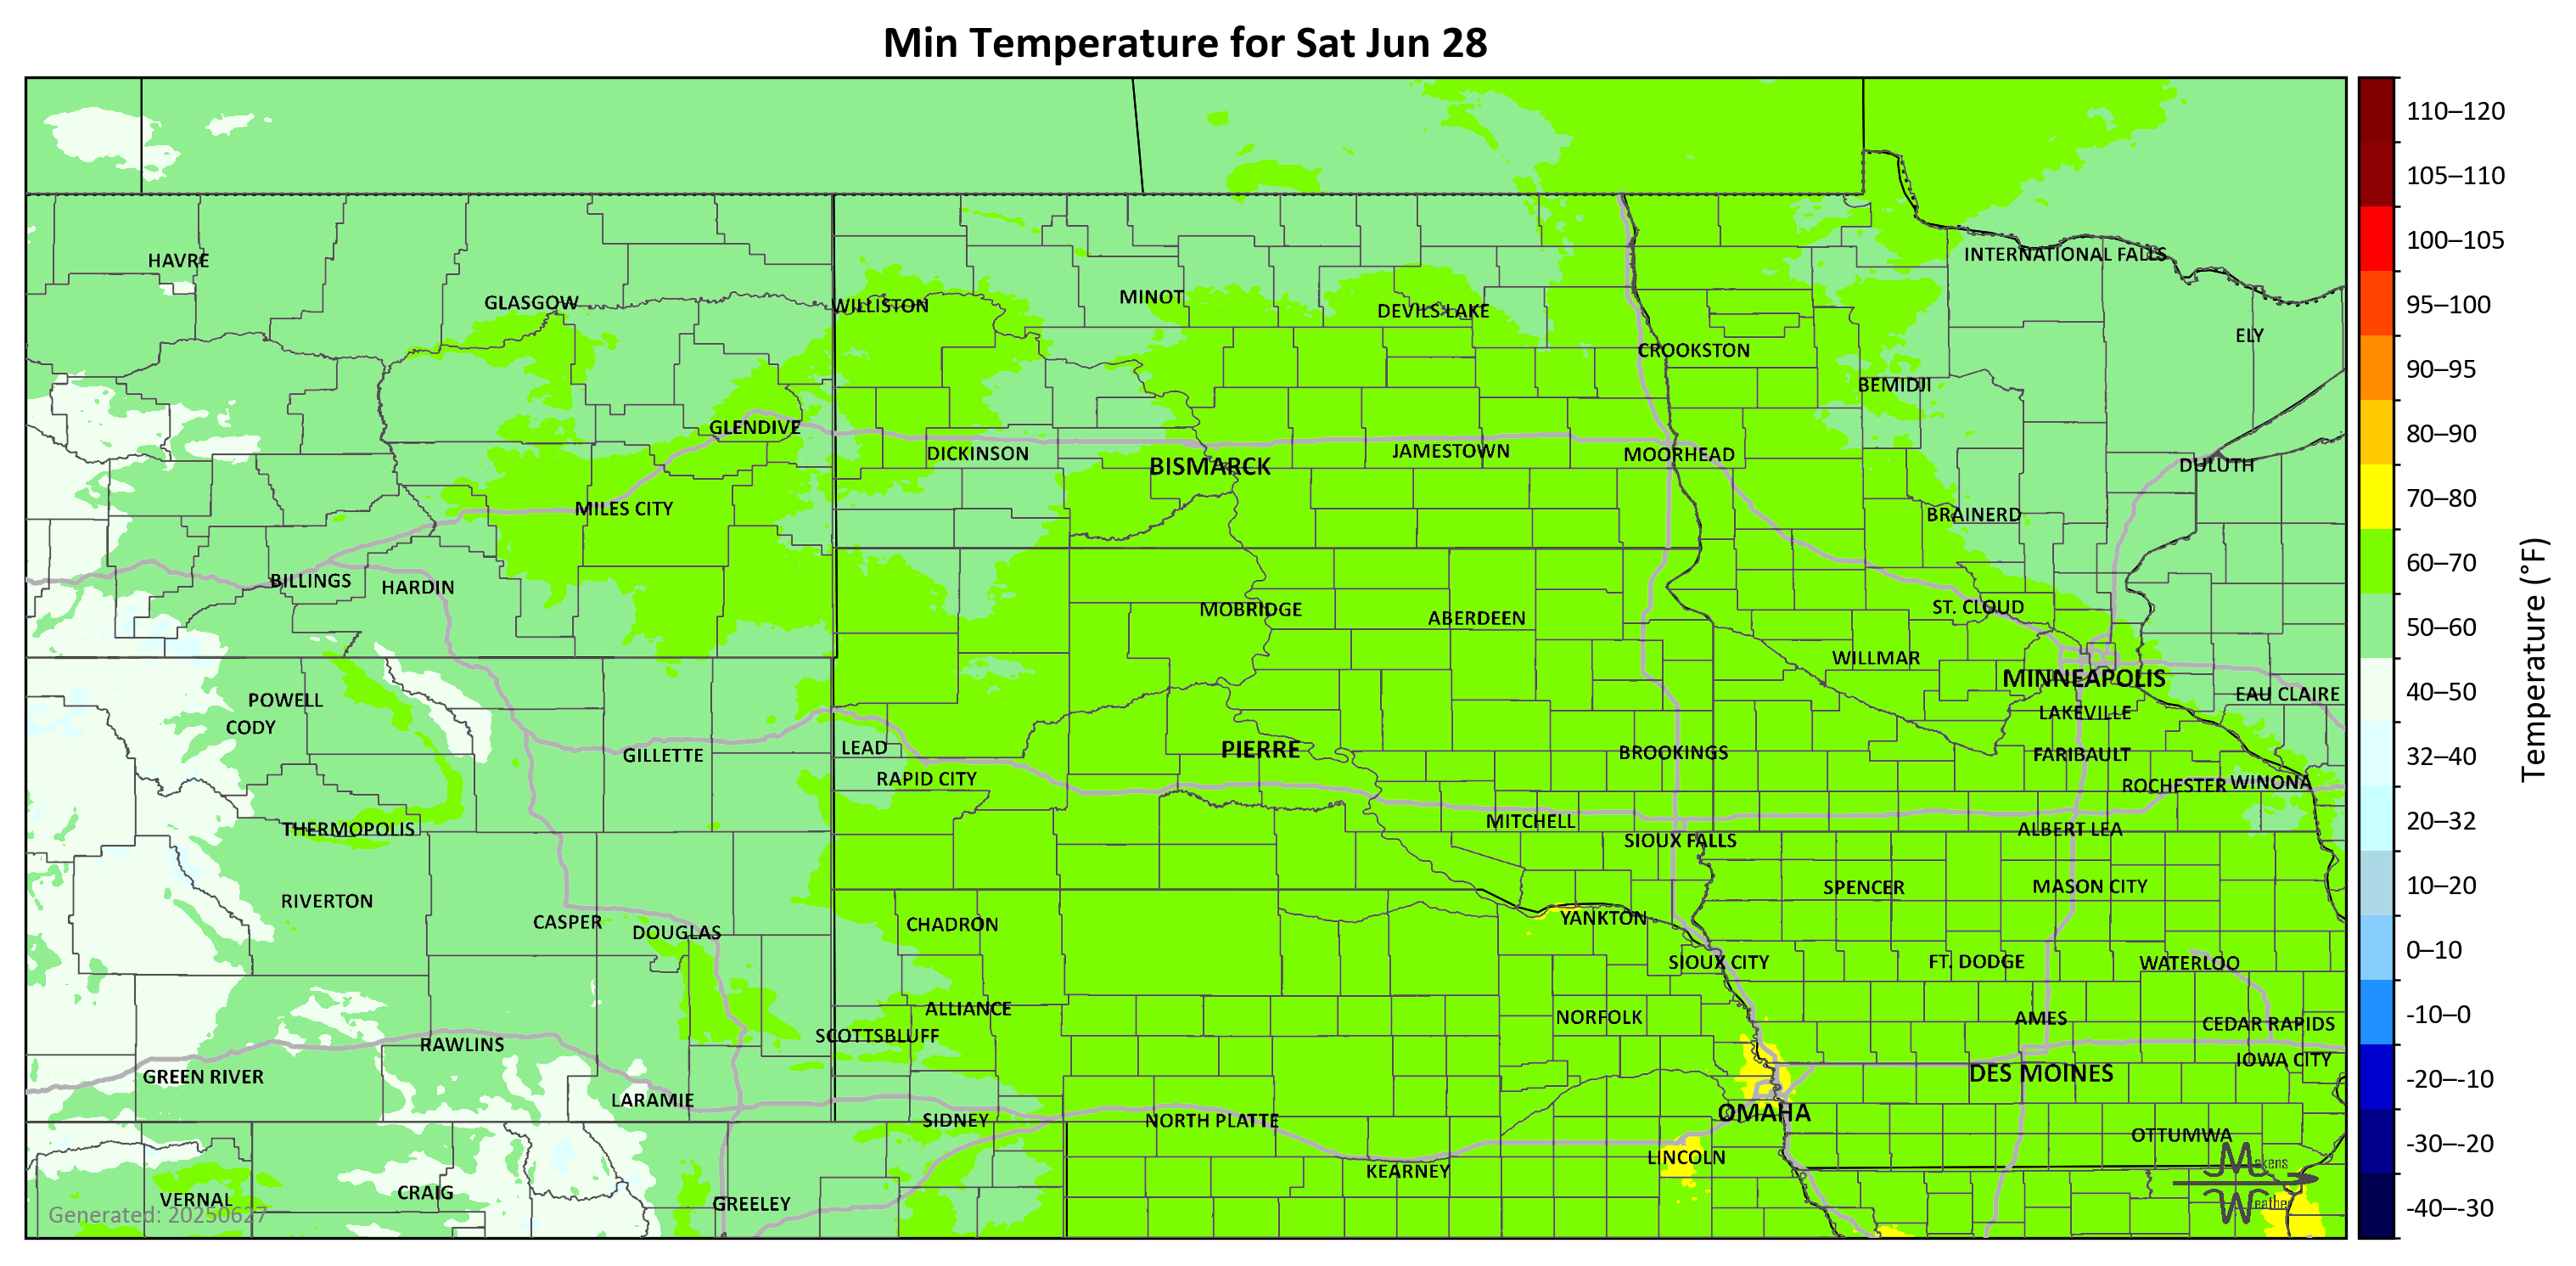 Min Temperature for Sat Jun 28
110–120
105–110
100–105
95–100
90–95
80–90
70–80
60–70
50–60
40–50
32–40
20–32
10–20
0–10
-10–0
-20–-10
-30–-20
-40–-30
Temperature (°F)
HAVRE
GLASGOW
WILLISTON
MINOT
DEVILS LAKE
INTERNATIONAL FALLS
ELY
CROOKSTON
BEMIDJI
GLENDIVE
DICKINSON
BISMARCK
JAMESTOWN
MOORHEAD
DULUTH
MILES CITY
BRAINERD
BILLINGS
HARDIN
MOBRIDGE
ABERDEEN
ST. CLOUD
WILLMAR
MINNEAPOLIS
EAU CLAIRE
POWELL
CODY
LAKEVILLE
GILLETTE
LEAD
PIERRE
BROOKINGS
FARIBAULT
RAPID CITY
ROCHESTER
WINONA
THERMOPOLIS
MITCHELL
SIOUX FALLS
ALBERT LEA
RIVERTON
SPENCER
MASON CITY
CASPER
DOUGLAS
CHADRON
YANKTON
SIOUX CITY
FT. DODGE
WATERLOO
ALLIANCE
NORFOLK
AMES
CEDAR RAPIDS
SCOTTSBLUFF
RAWLINS
IOWA CITY
GREEN RIVER
DES MOINES
LARAMIE
SIDNEY
NORTH PLATTE
OMAHA
OTTUMWA
KEARNEY
LINCOLN
VERNAL
CRAIG
GREELEY
Makens
Weather
Generated: 20250627